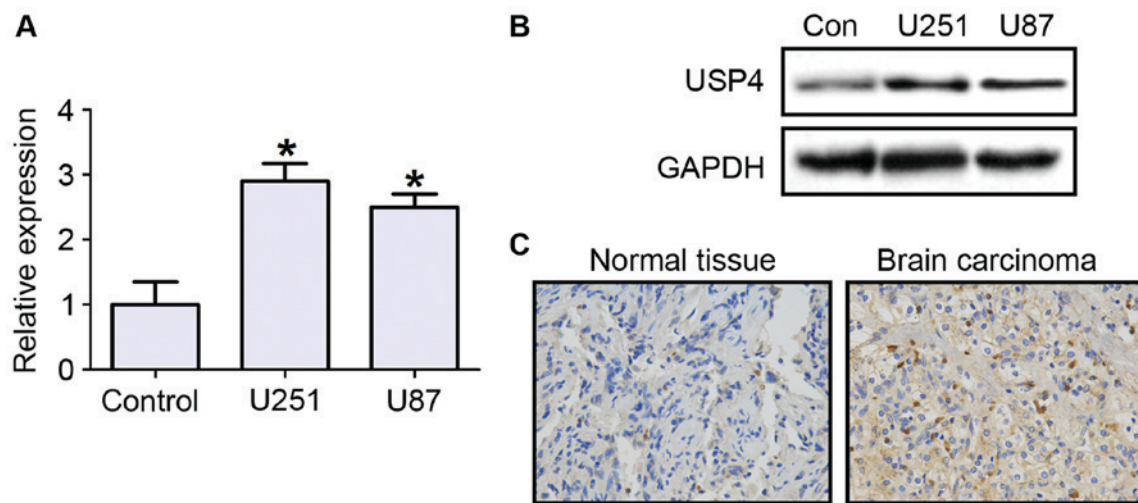 A
Relative expression
4
3
2
1
0
*
*
Control U251 U87
B
Con U251 U87
USP4
GAPDH
C
Normal tissue Brain carcinoma